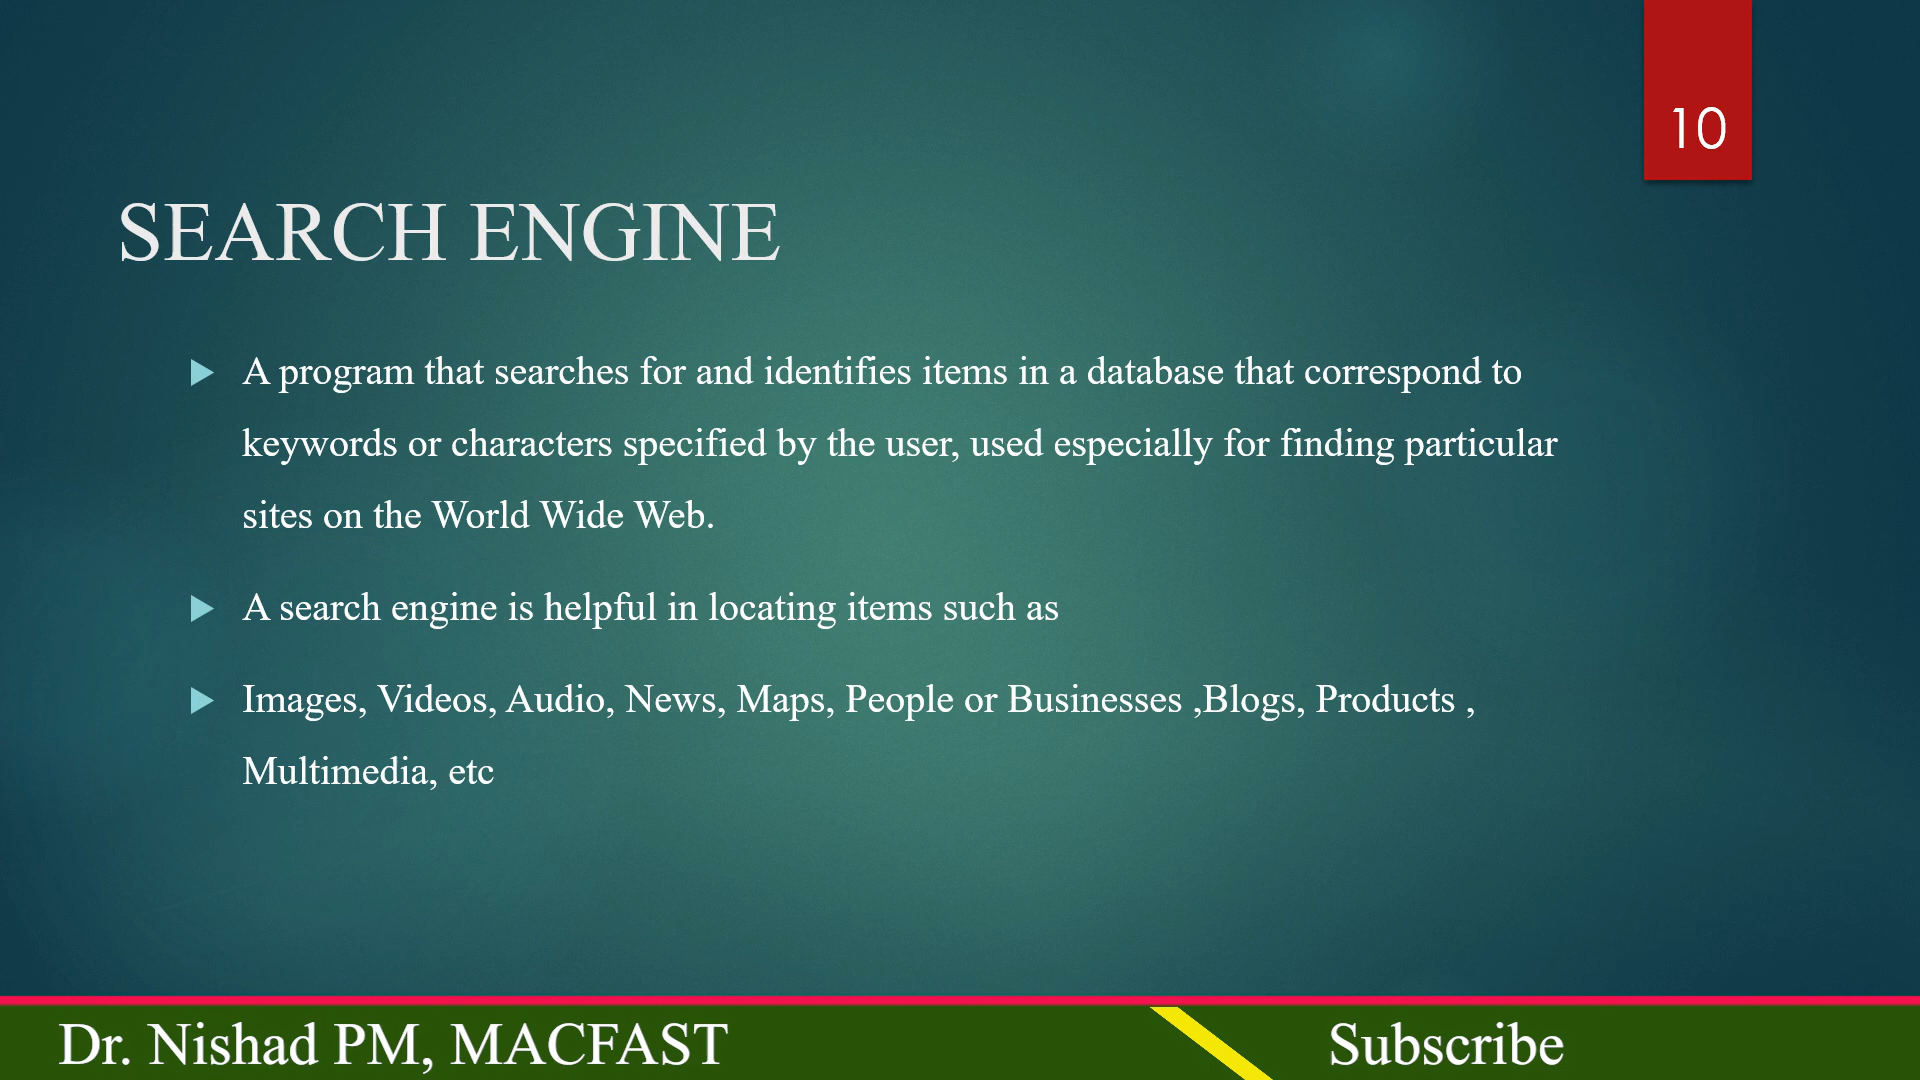 10
SEARCH ENGINE
A program that searches for and identifies items in a database that correspond to
keywords or characters specified by the user, used especially for finding particular
sites on the World Wide Web.
A search engine is helpful in locating items such as
Images, Videos, Audio, News, Maps, People or Businesses ,Blogs, Products ,
Multimedia, etc
Dr. Nishad PM, MACFAST
Subscribe